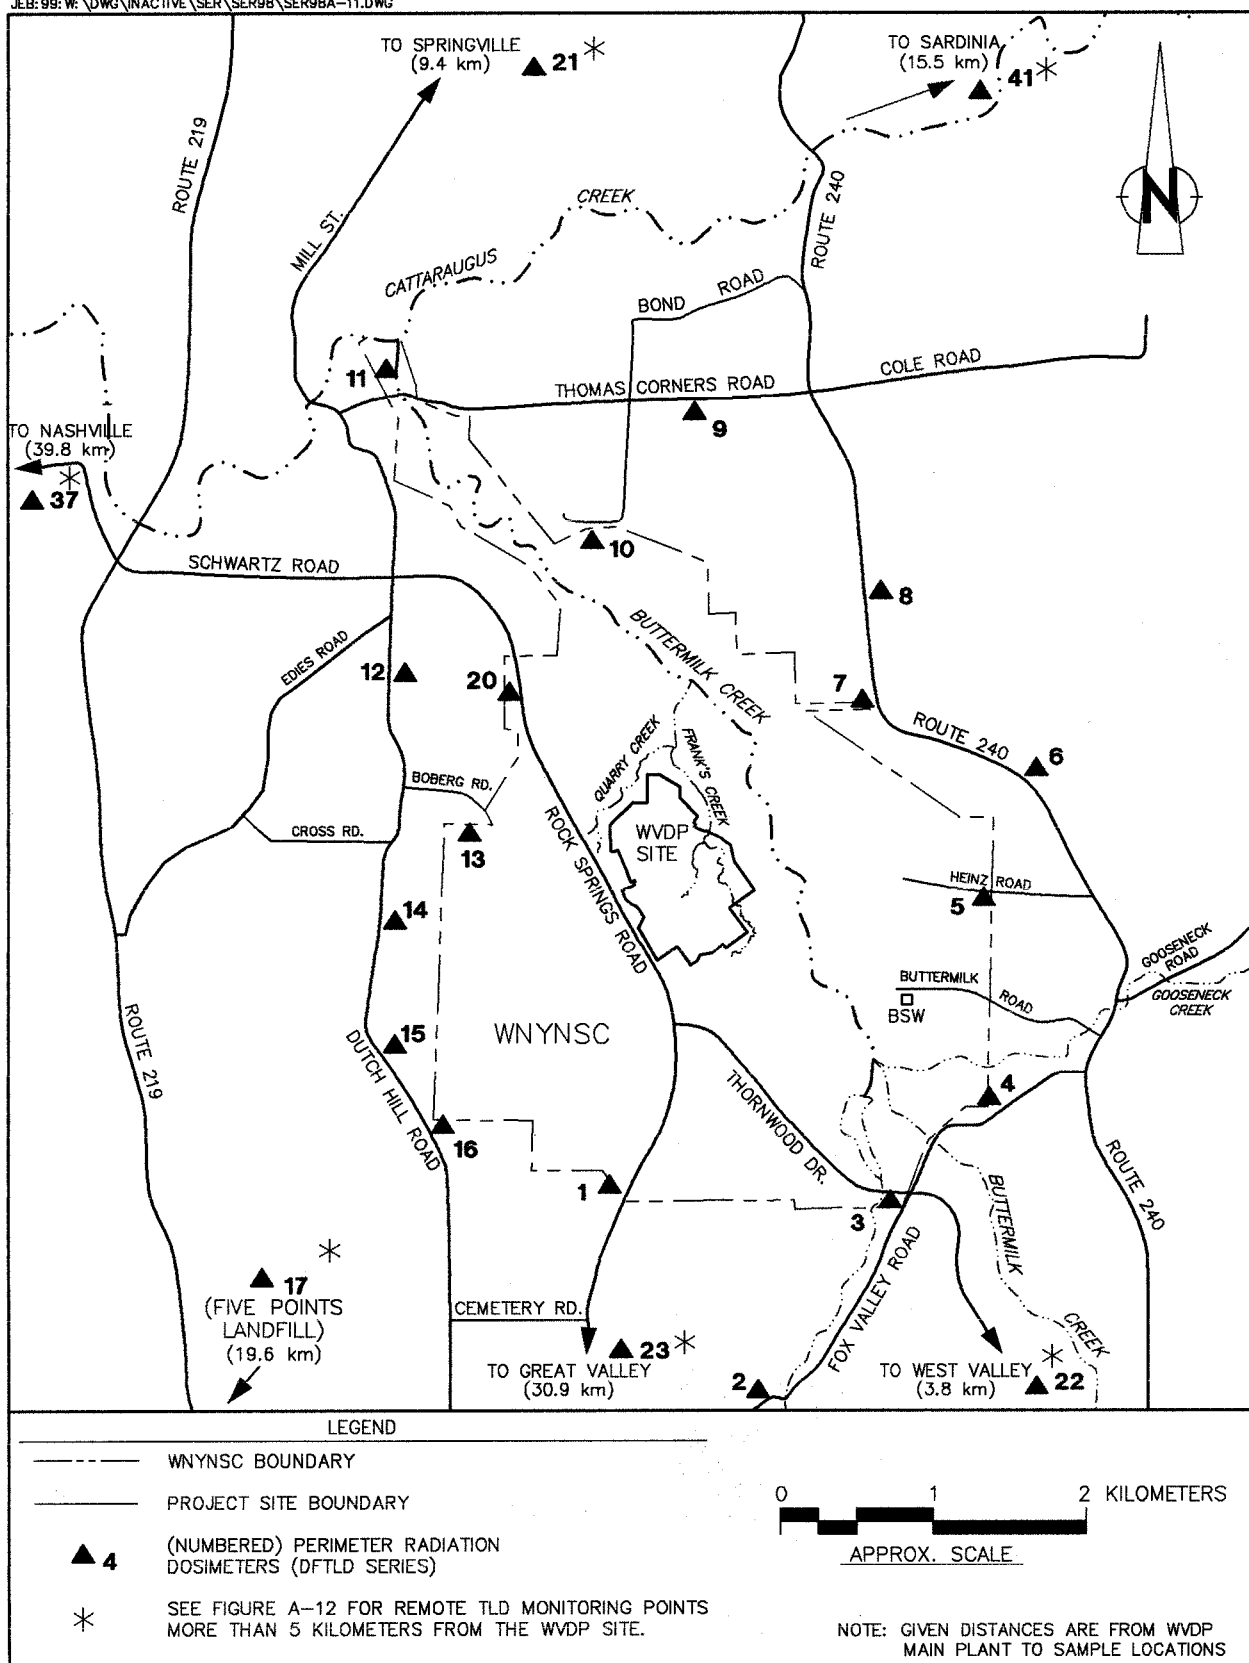 JEB:99:W:\DWG\INACTIVE\SER\SER98\SER98A-11.DWG
TO SPRINGVILLE
(9.4 km)
21
TO SARDINIA
(15.5 km)
41
ROUTE 219
MILL ST.
CREEK
CATTARAUGUS
ROUTE 240
N
BOND ROAD
11
THOMAS CORNERS ROAD
COLE ROAD
9
TO NASHVILLE
(39.8 km)
37
10
SCHWARTZ ROAD
8
EDIES ROAD
BUTTERMILK CREEK
12
20
7
ROUTE 240
6
QUARRY CREEK
FRANK'S CREEK
BOBERG RD.
CROSS RD.
13
ROCK SPRINGS ROAD
WVDP
SITE
HEINZ ROAD
5
14
GOOSENECK
ROAD
BUTTERMILK ROAD
GOOSENECK
CREEK
BSW
ROUTE 219
15
WNYNSC
DUTCH HILL ROAD
THORNWOOD DR.
4
16
1
3
BUTTERMILK
CREEK
ROUTE 240
17
(FIVE POINTS
LANDFILL)
(19.6 km)
CEMETERY RD.
FOX VALLEY ROAD
23
TO GREAT VALLEY
(30.9 km)
2
TO WEST VALLEY
(3.8 km)
22
LEGEND
WNYNSC BOUNDARY
PROJECT SITE BOUNDARY
4
(NUMBERED) PERIMETER RADIATION
DOSIMETERS (DFTLD SERIES)
SEE FIGURE A-12 FOR REMOTE TLD MONITORING POINTS
MORE THAN 5 KILOMETERS FROM THE WVDP SITE.
0 1 2 KILOMETERS
APPROX. SCALE
NOTE: GIVEN DISTANCES ARE FROM WVDP
MAIN PLANT TO SAMPLE LOCATIONS